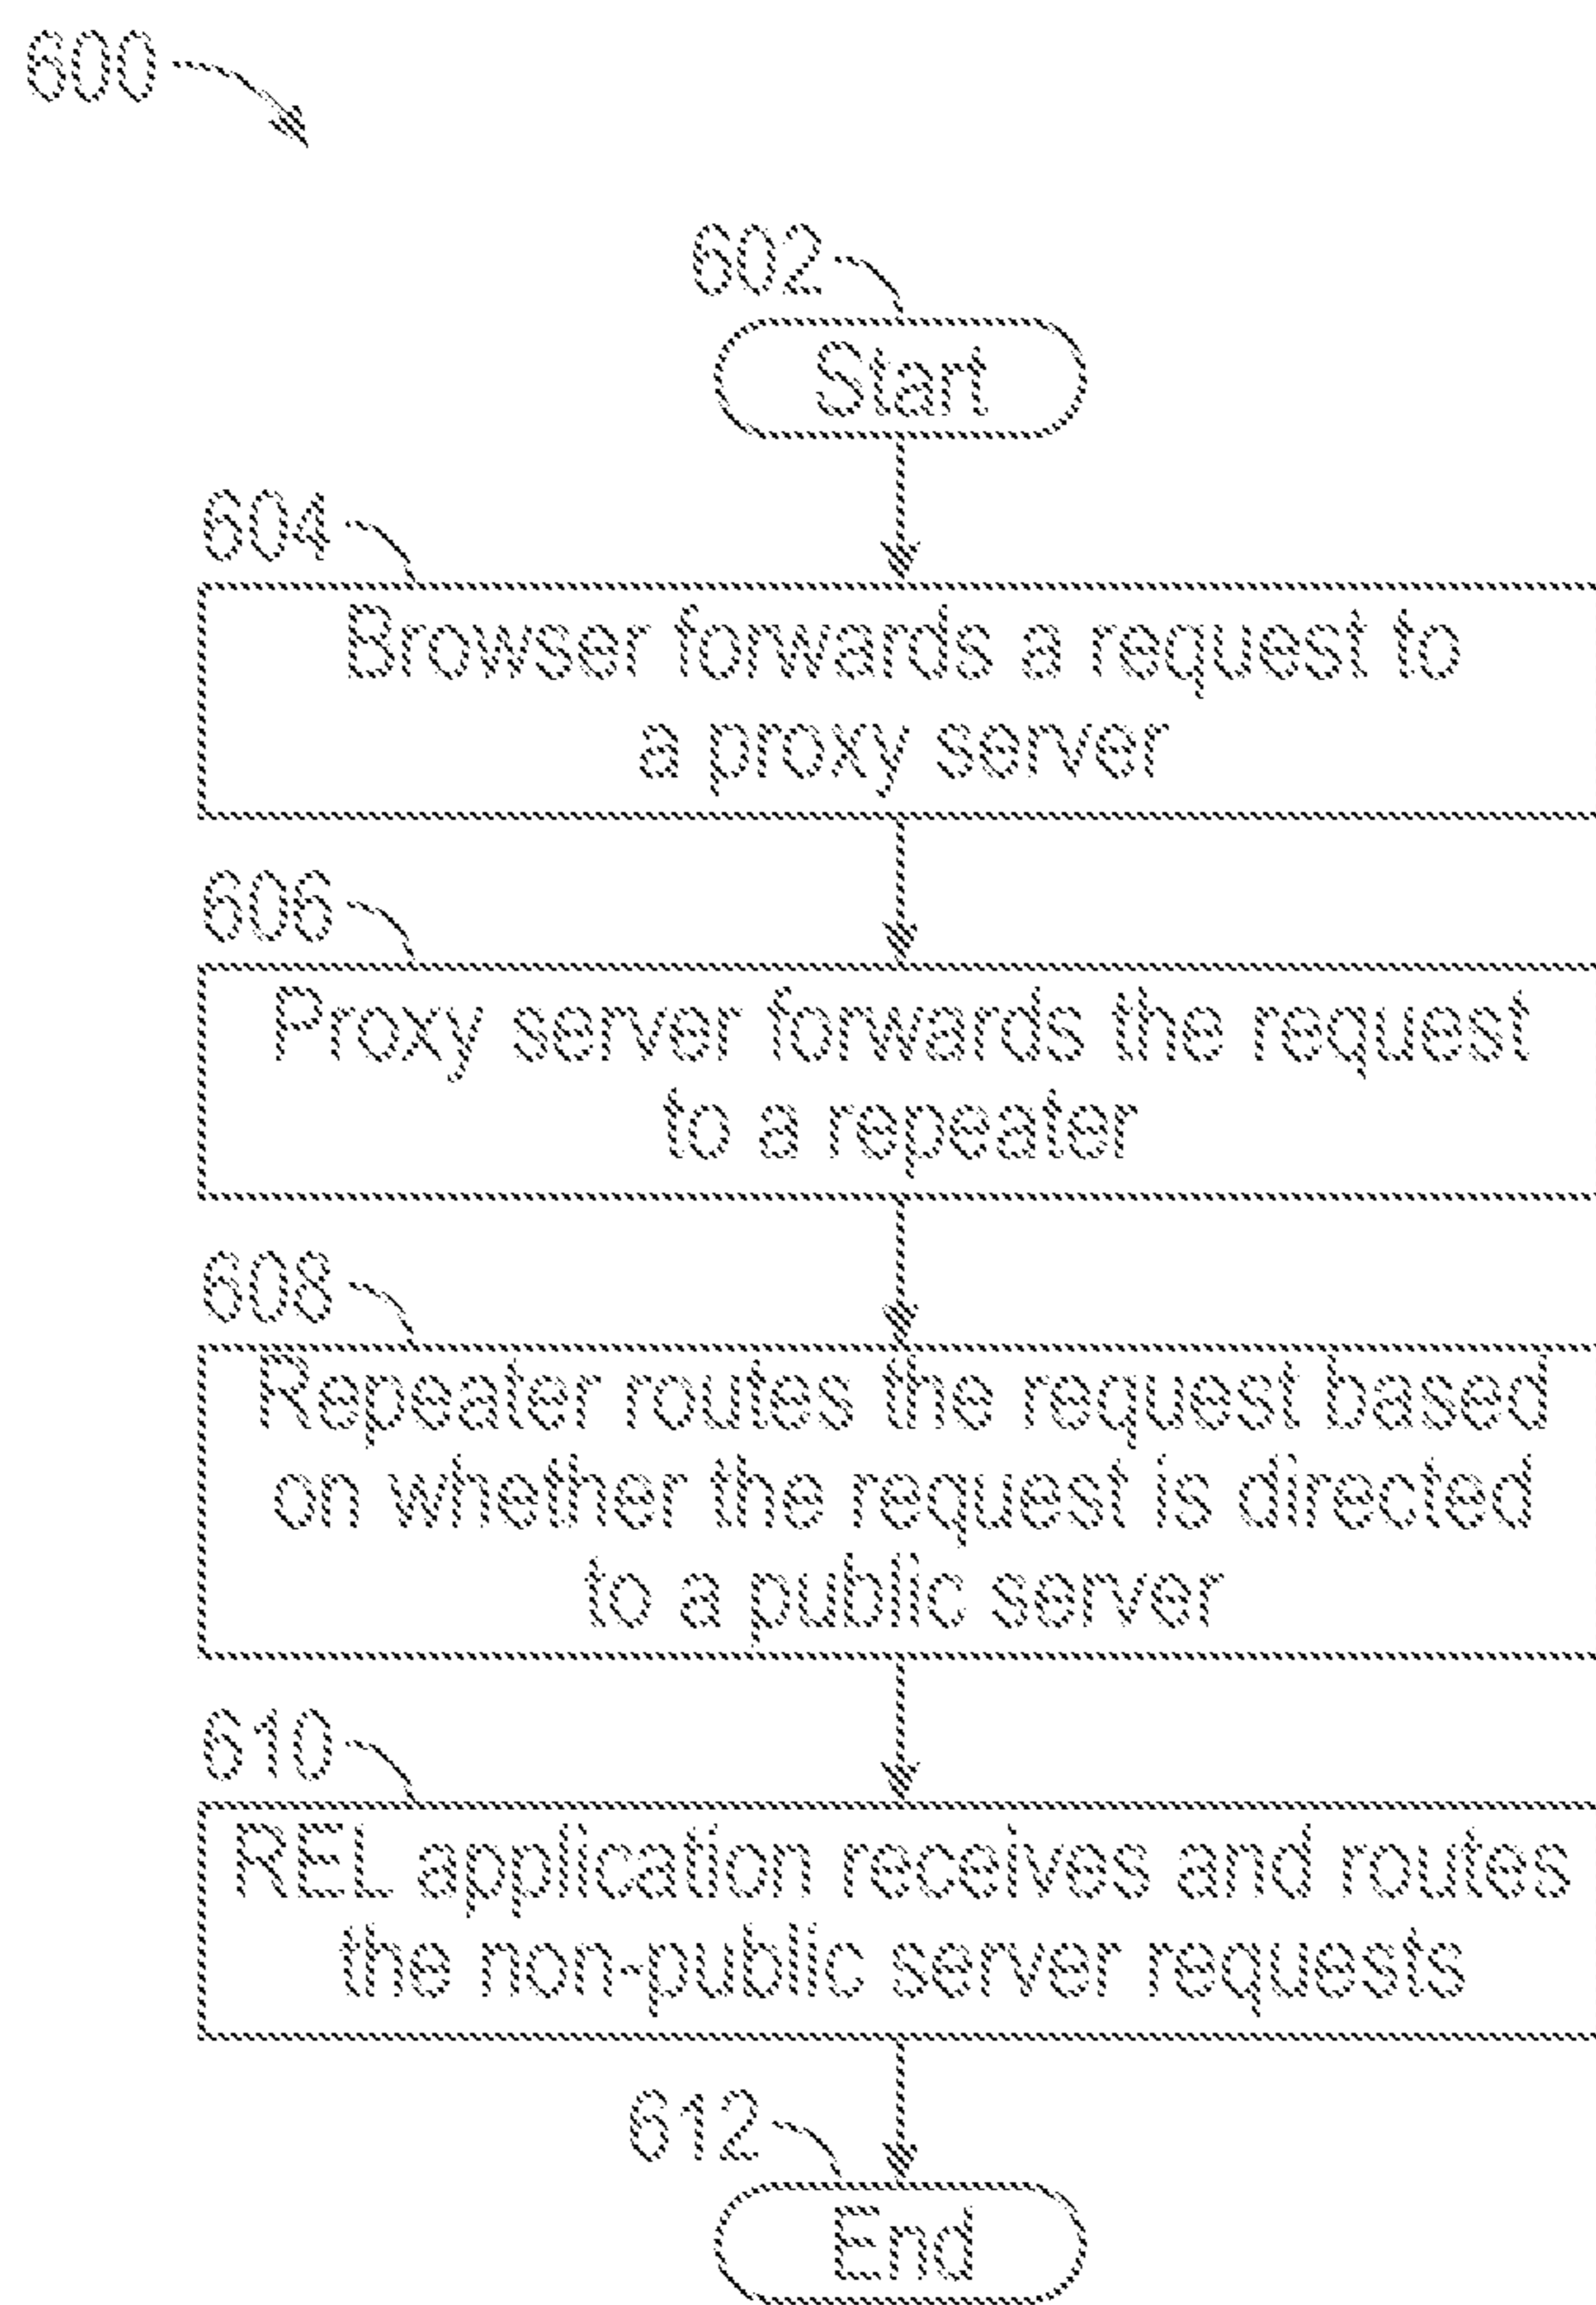 600
602
Start
604
Browser forwards a request to
a proxy server
606
Proxy server forwards the request
to a repeater
608
Repeater routes the request based
on whether the request is directed
to a public server
610
REL application receives and routes
the non-public server requests
612
End